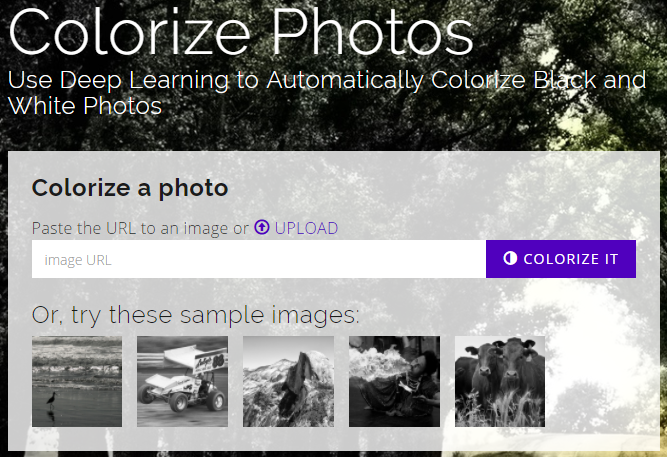 Colorize Photos
Use Deep Learning to Automatically Colorize Black and
White Photos
Colorize a photo
Paste the URL to an image or UPLOAD
image URL
COLORIZE IT
Or, try these sample images: